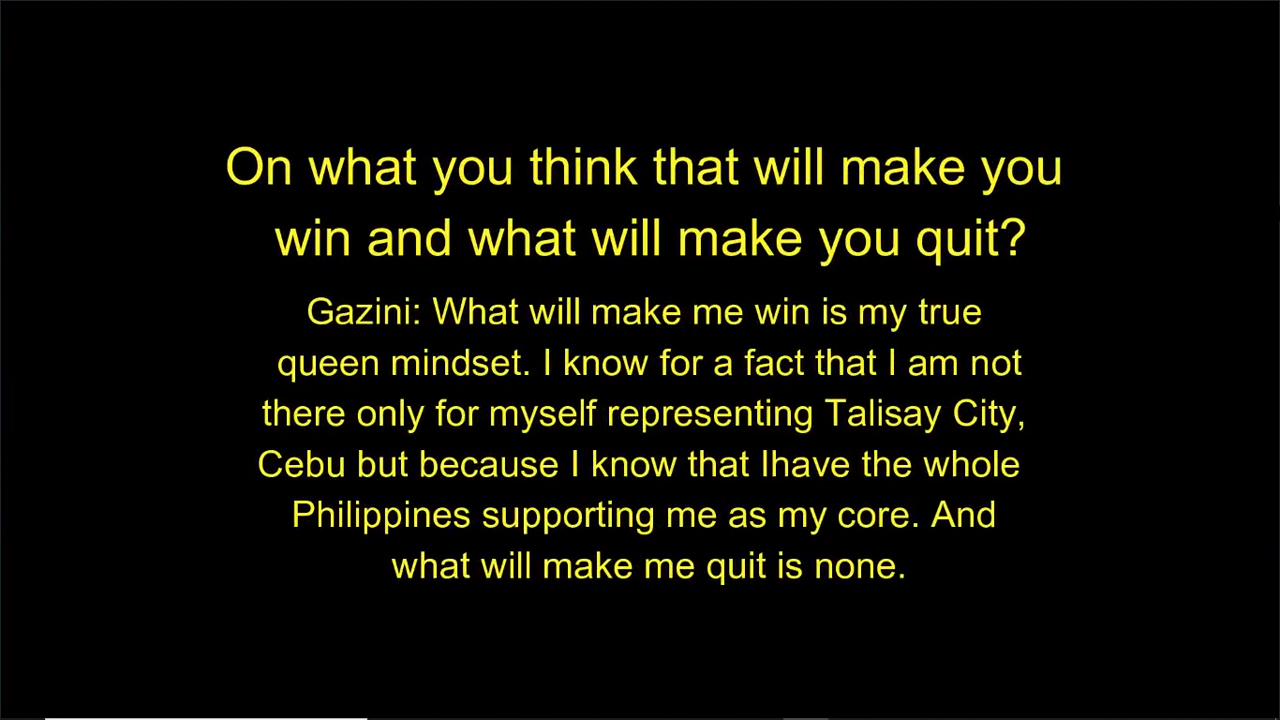 On what you think that will make you
win and what will make you quit?
Gazini: What will make me win is my true
queen mindset. I know for a fact that I am not
there only for myself representing Talisay City,
Cebu but because I know that Ihave the whole
Philippines supporting me as my core. And
what will make me quit is none.